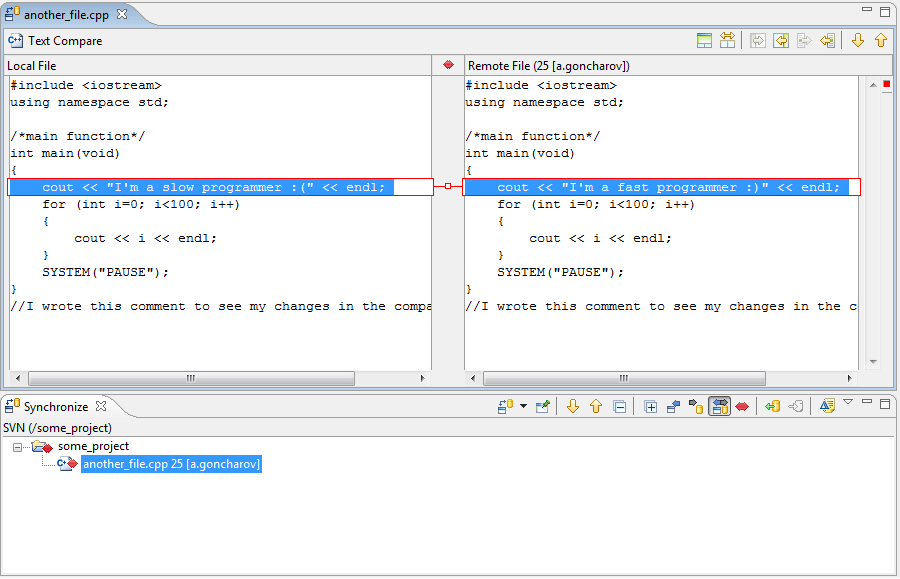 another_file.cpp
Text Compare
Local File
Remote File (25 [a.goncharov])
#include <iostream>
using namespace std;
/*main function*/
int main(void)
{
cout << "I'm a slow programmer :(" << endl;
for (int i=0; i<100; i++)
{
cout << i << endl;
}
SYSTEM("PAUSE");
}
//I wrote this comment to see my changes in the compa
#include <iostream>
using namespace std;
/*main function*/
int main(void)
{
cout << "I'm a fast programmer :)" << endl;
for (int i=0; i<100; i++)
{
cout << i << endl;
}
SYSTEM("PAUSE");
}
//I wrote this comment to see my changes in the c
Synchronize
SVN (/some_project)
some_project
another_file.cpp 25 [a.goncharov]